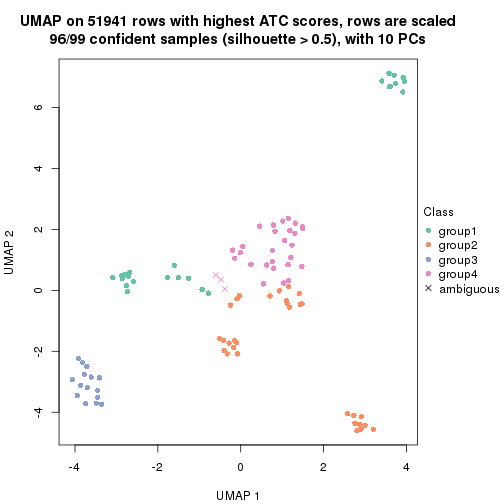 UMAP on 51941 rows with highest ATC scores, rows are scaled
96/99 confident samples (silhouette > 0.5), with 10 PCs
6
4
2
0
-2
-4
UMAP 2
-4
-2
0
2
4
UMAP 1
Class
group1
group2
group3
group4
ambiguous